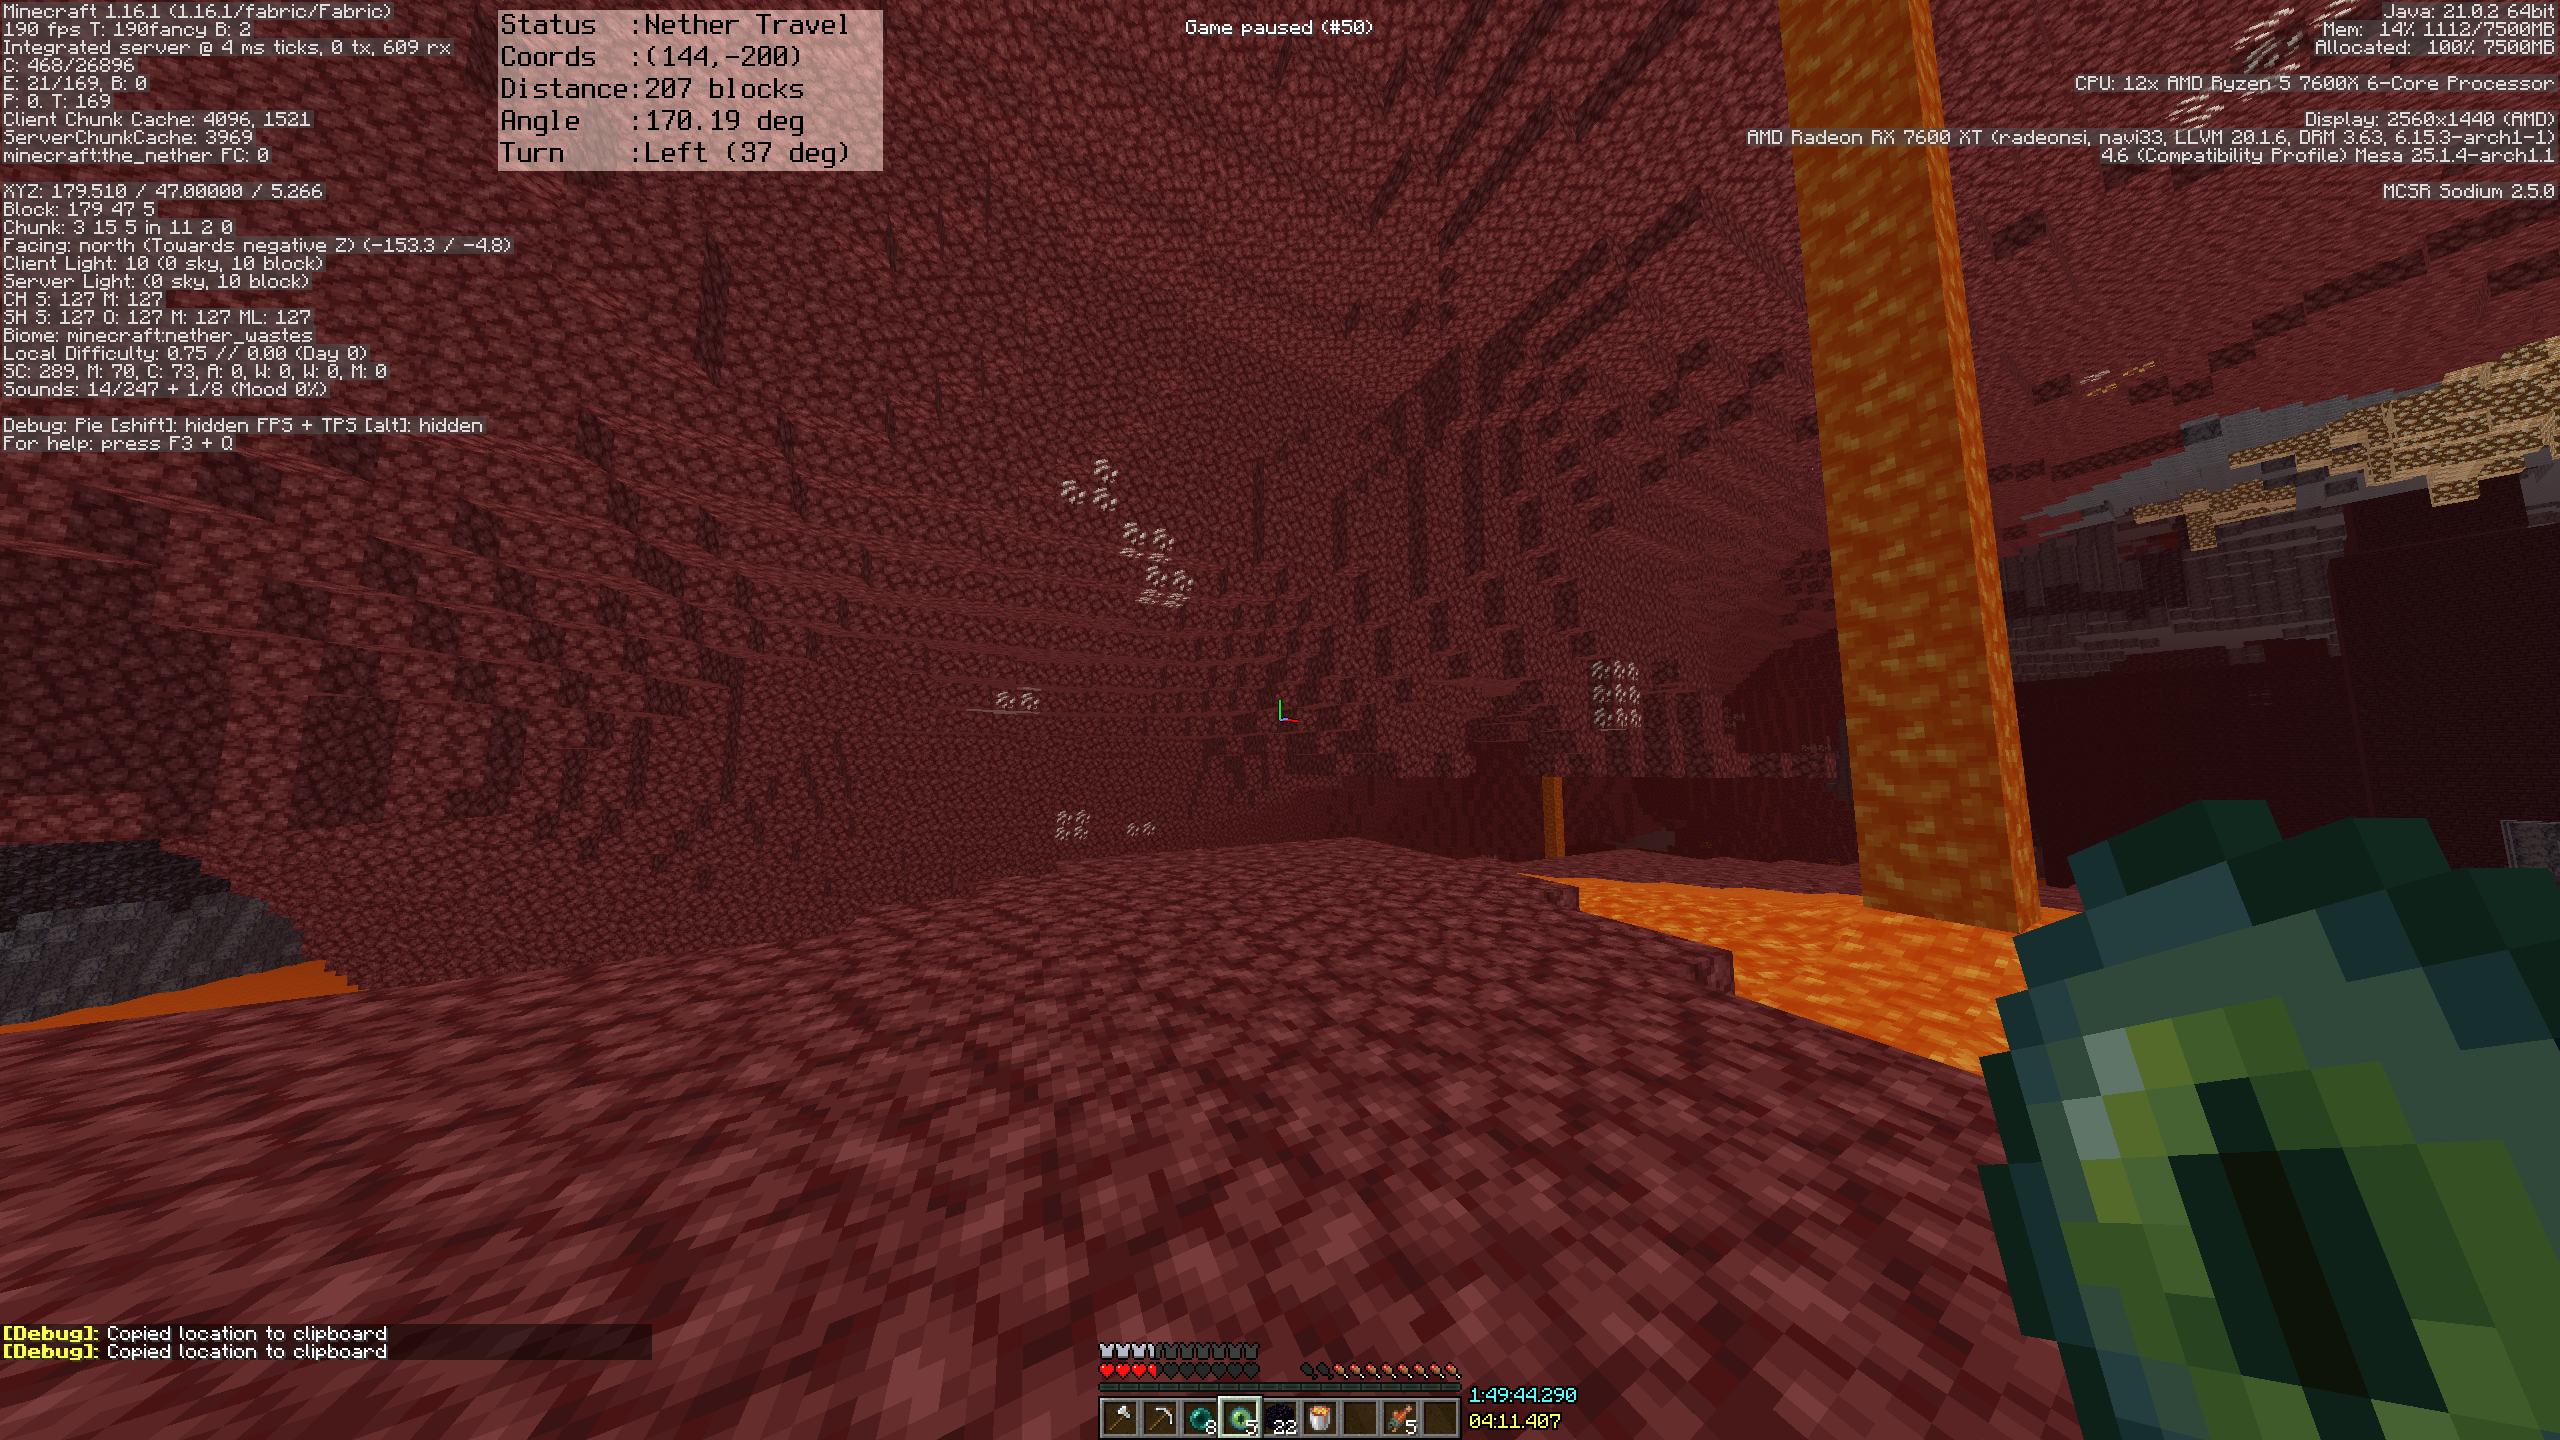 Minecraft 1.16.1 (1.16.1/fabric/Fabric)
190 fps T: 190fancy B: 2
Integrated server @ 4 ms ticks, 0 tx, 609 rx
C: 468/26896
E: 21/169, B: 0
P: 0. T: 169
Client Chunk Cache: 4096, 1521
ServerChunkCache: 3969
minecraft:the_nether FC: 0
XYZ: 179.510 / 47.00000 / 5.266
Block: 179 47 5
Chunk: 3 15 5 in 11 2 0
Facing: north (Towards negative Z) (-153.3 / -4.8)
Client Light: 10 (0 sky, 10 block)
Server Light: (0 sky, 10 block)
CH S: 127 M: 127
SH S: 127 O: 127 M: 127 ML: 127
Biome: minecraft:nether_wastes
Local Difficulty: 0.75 // 0.00 (Day 0)
SC: 289, M: 70, C: 73, A: 0, W: 0, W: 0, M: 0
Sounds: 14/247 + 1/8 (Mood 0%)
Debug: Pie [shift]: hidden FPS + TPS [alt]: hidden
For help: press F3 + Q
Status :Nether Travel
Coords :(144,-200)
Distance:207 blocks
Angle :170.19 deg
Turn :Left (37 deg)
Game paused (#50)
Java: 21.0.2 64bit
Mem: 14% 1112/7500MB
Allocated: 100% 7500MB
CPU: 12x AMD Ryzen 5 7600X 6-Core Processor
Display: 2560x1440 (AMD)
AMD Radeon RX 7600 XT (radeonsi, navi33, LLVM 20.1.6, DRM 3.63, 6.15.3-arch1-1)
4.6 (Compatibility Profile) Mesa 25.1.4-arch1.1
MCSR Sodium 2.5.0
[Debug]: Copied location to clipboard
[Debug]: Copied location to clipboard
1:49:44.290
04:11.407
8 5 22 5